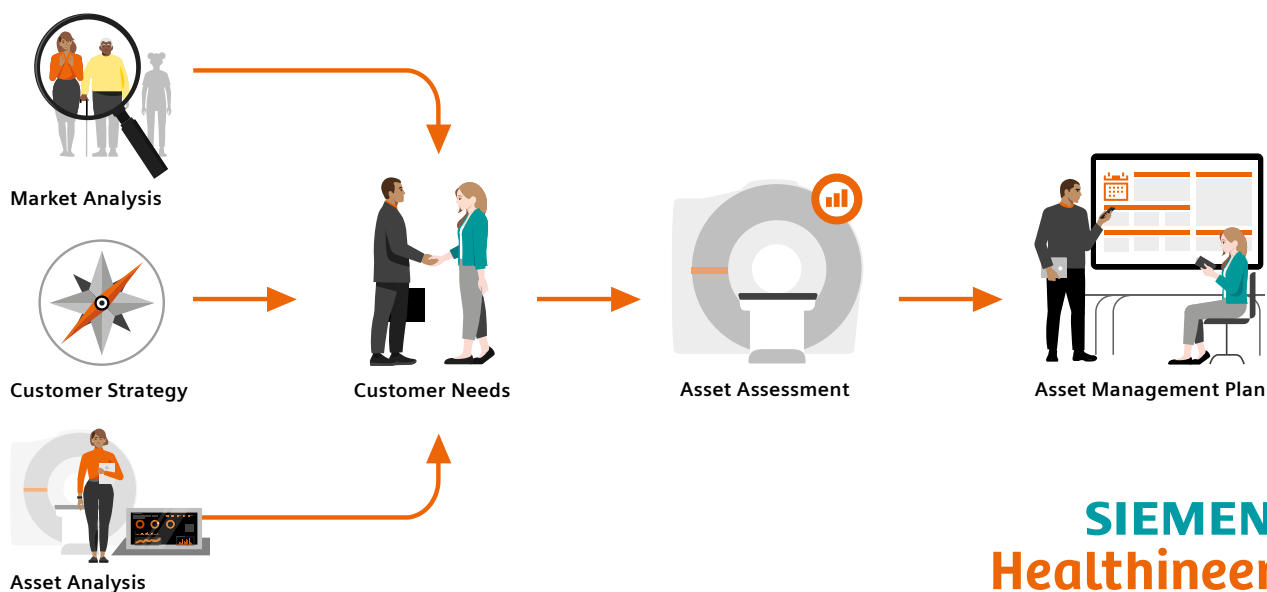 Market Analysis
Customer Strategy
Customer Needs
Asset Assessment
Asset Management Plan
Asset Analysis
SIEMEN
Healthineer